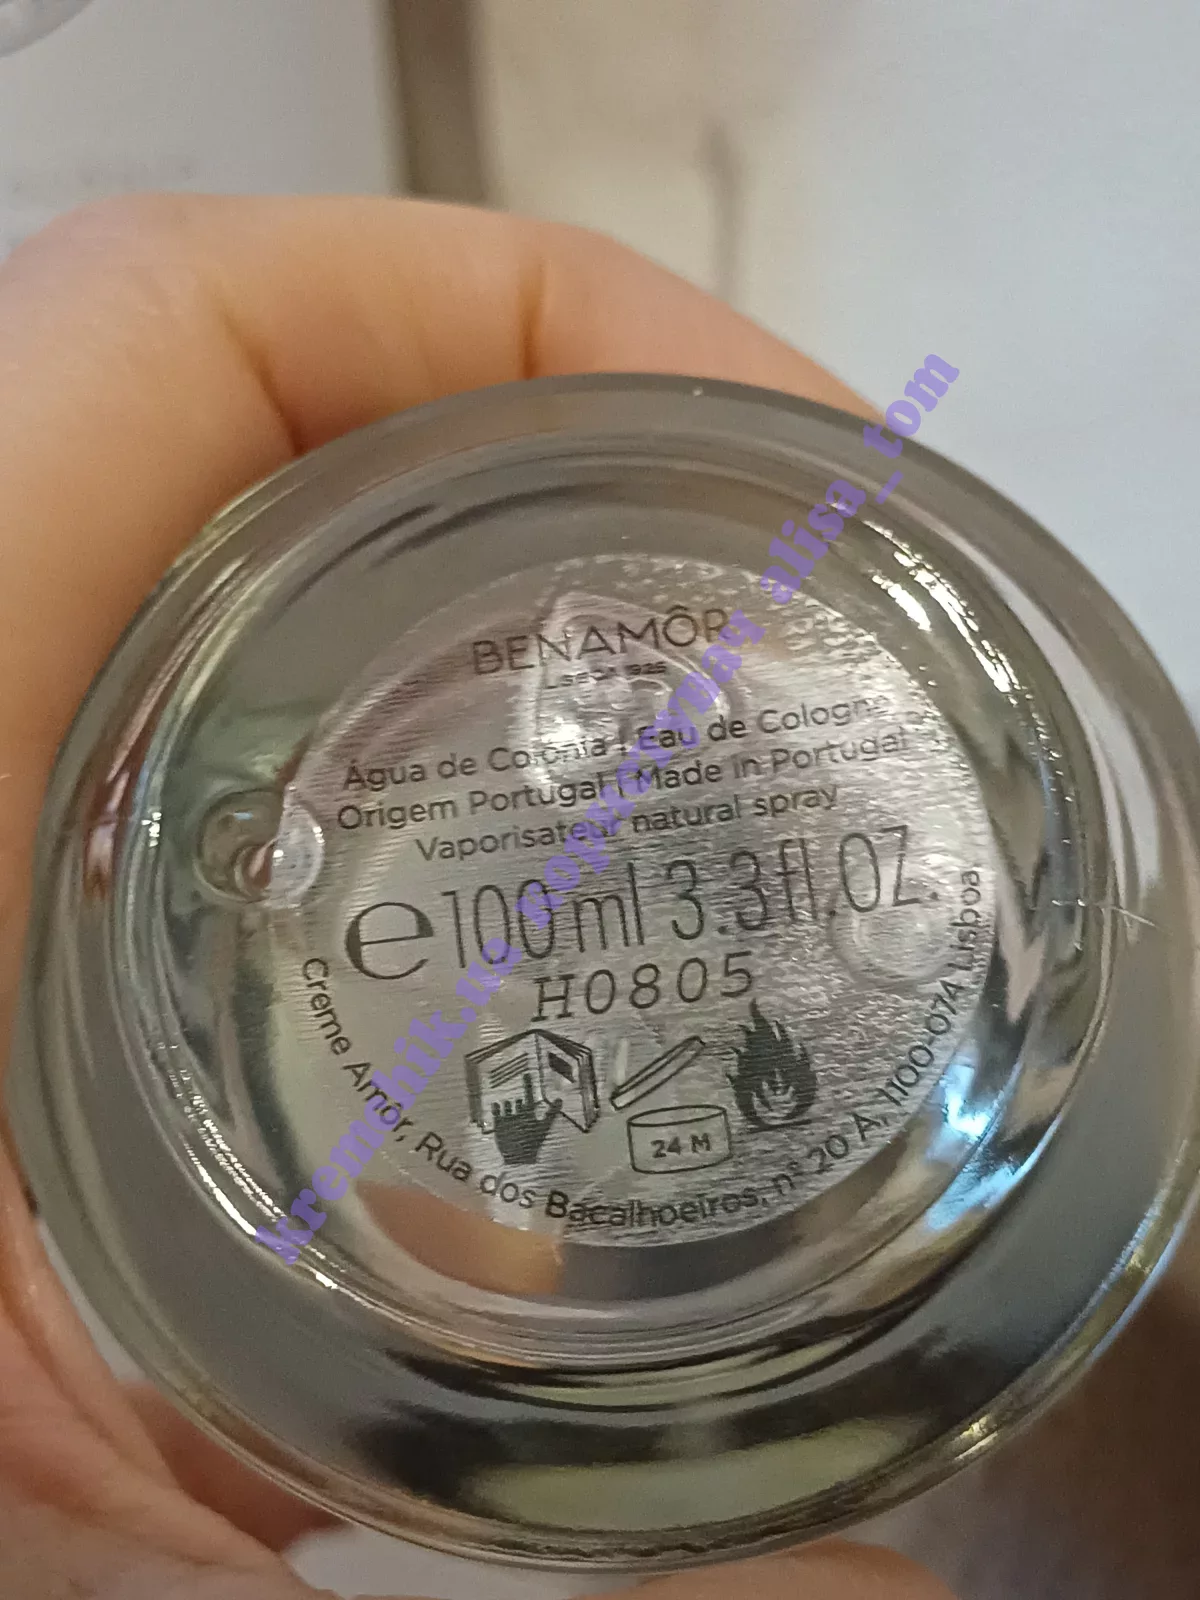 BENAMÔR
Lisboa 1925
Água de Colónia | Eau de Cologne
Origem Portugal | Made in Portugal
Vaporisateur natural spray
e 100 ml 3.3 fl.OZ.
H0805
24 M
Creme Amôr, Rua dos Bacalhoeiros, nº 20 A, 1100-074 Lisboa
kremchik.ua alisa_tom